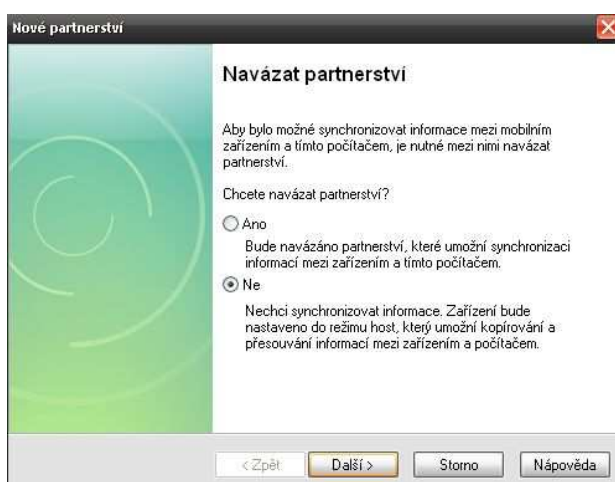 Nové partnerství
Navázat partnerství
Aby bylo možné synchronizovat informace mezi mobilním
zařízením a tímto počítačem, je nutné mezi nimi navázat
partnerství.
Chcete navázat partnerství?
Ano
Bude navázáno partnerství, které umožní synchronizaci
informací mezi zařízením a tímto počítačem.
Ne
Nechci synchronizovat informace. Zařízení bude
nastaveno do režimu host, který umožní kopírování a
přesouvání informací mezi zařízením a počítačem.
< Zpět Další > Storno Nápověda